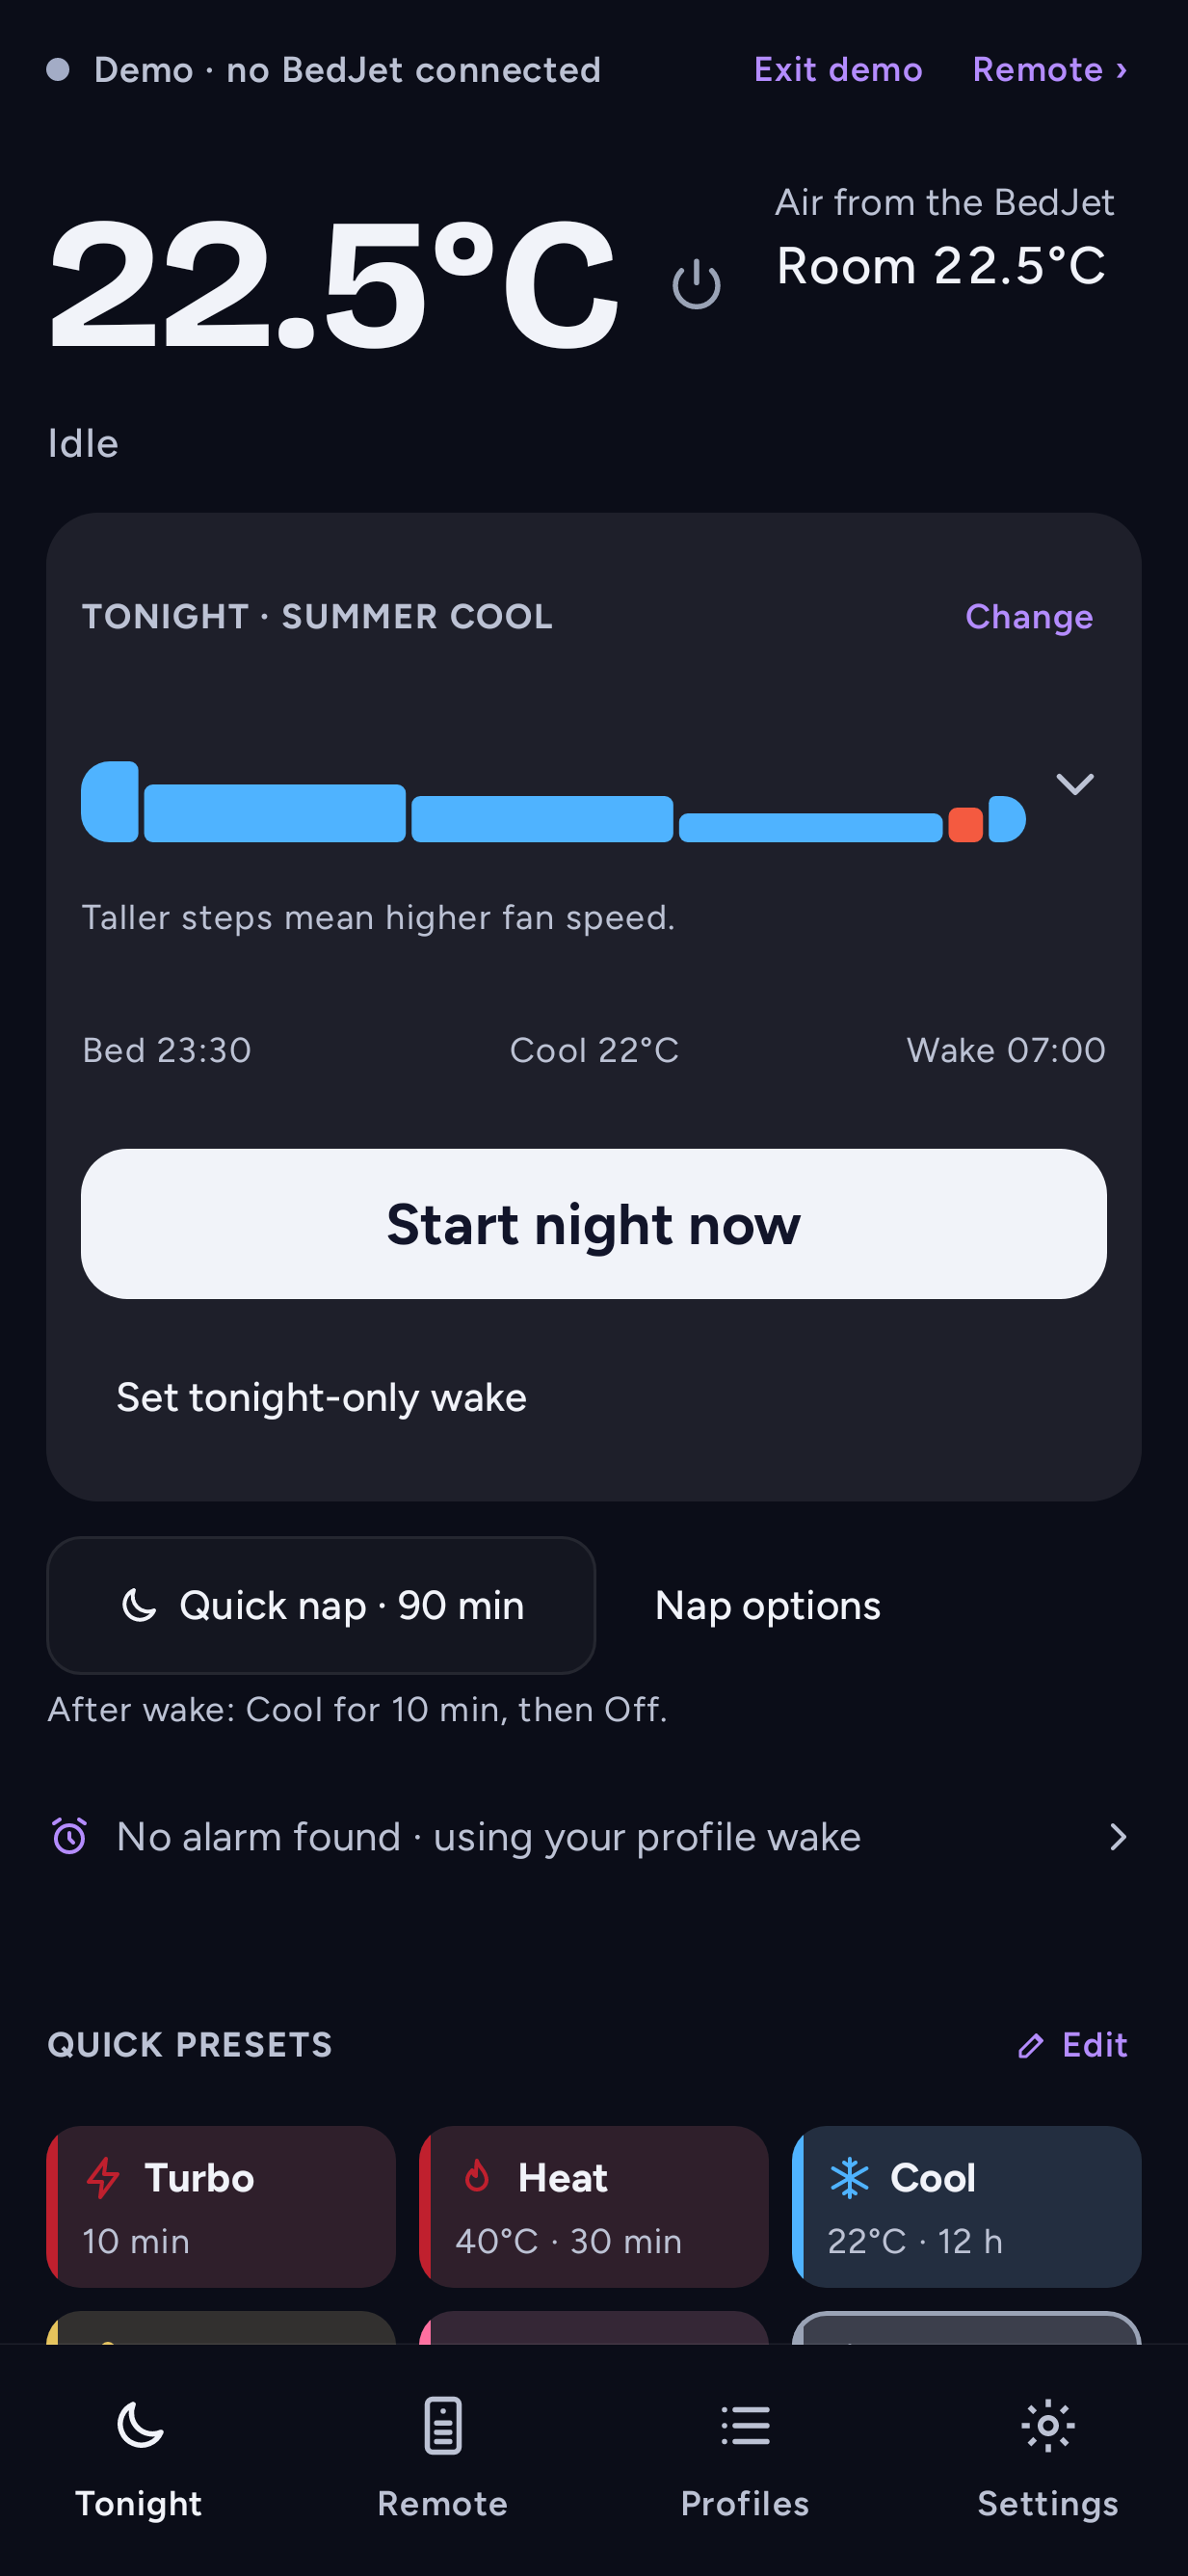 Demo · no BedJet connected
Exit demo
Remote ›
22.5°C
Air from the BedJet
Room 22.5°C
Idle
TONIGHT · SUMMER COOL
Change
Taller steps mean higher fan speed.
Bed 23:30
Cool 22°C
Wake 07:00
Start night now
Set tonight-only wake
Quick nap · 90 min
Nap options
After wake: Cool for 10 min, then Off.
No alarm found · using your profile wake
QUICK PRESETS
Edit
Turbo
10 min
Heat
40°C · 30 min
Cool
22°C · 12 h
Tonight
Remote
Profiles
Settings